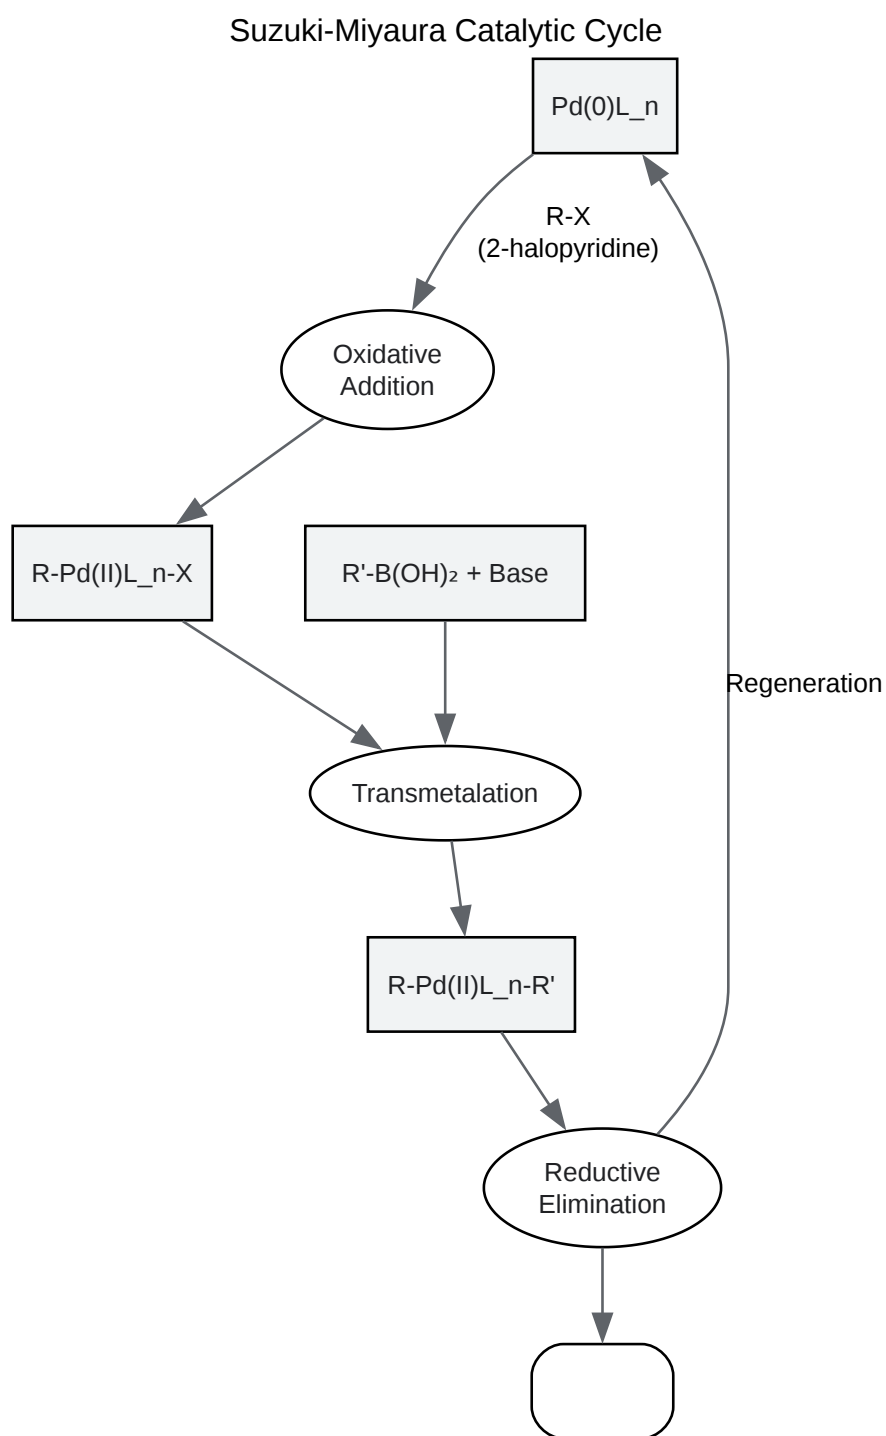 Suzuki-Miyaura Catalytic Cycle
Pd(0)L_n
R-X
(2-halopyridine)
Oxidative
Addition
R-Pd(II)L_n-X
R'-B(OH)₂ + Base
Regeneration
Transmetalation
R-Pd(II)L_n-R'
Reductive
Elimination